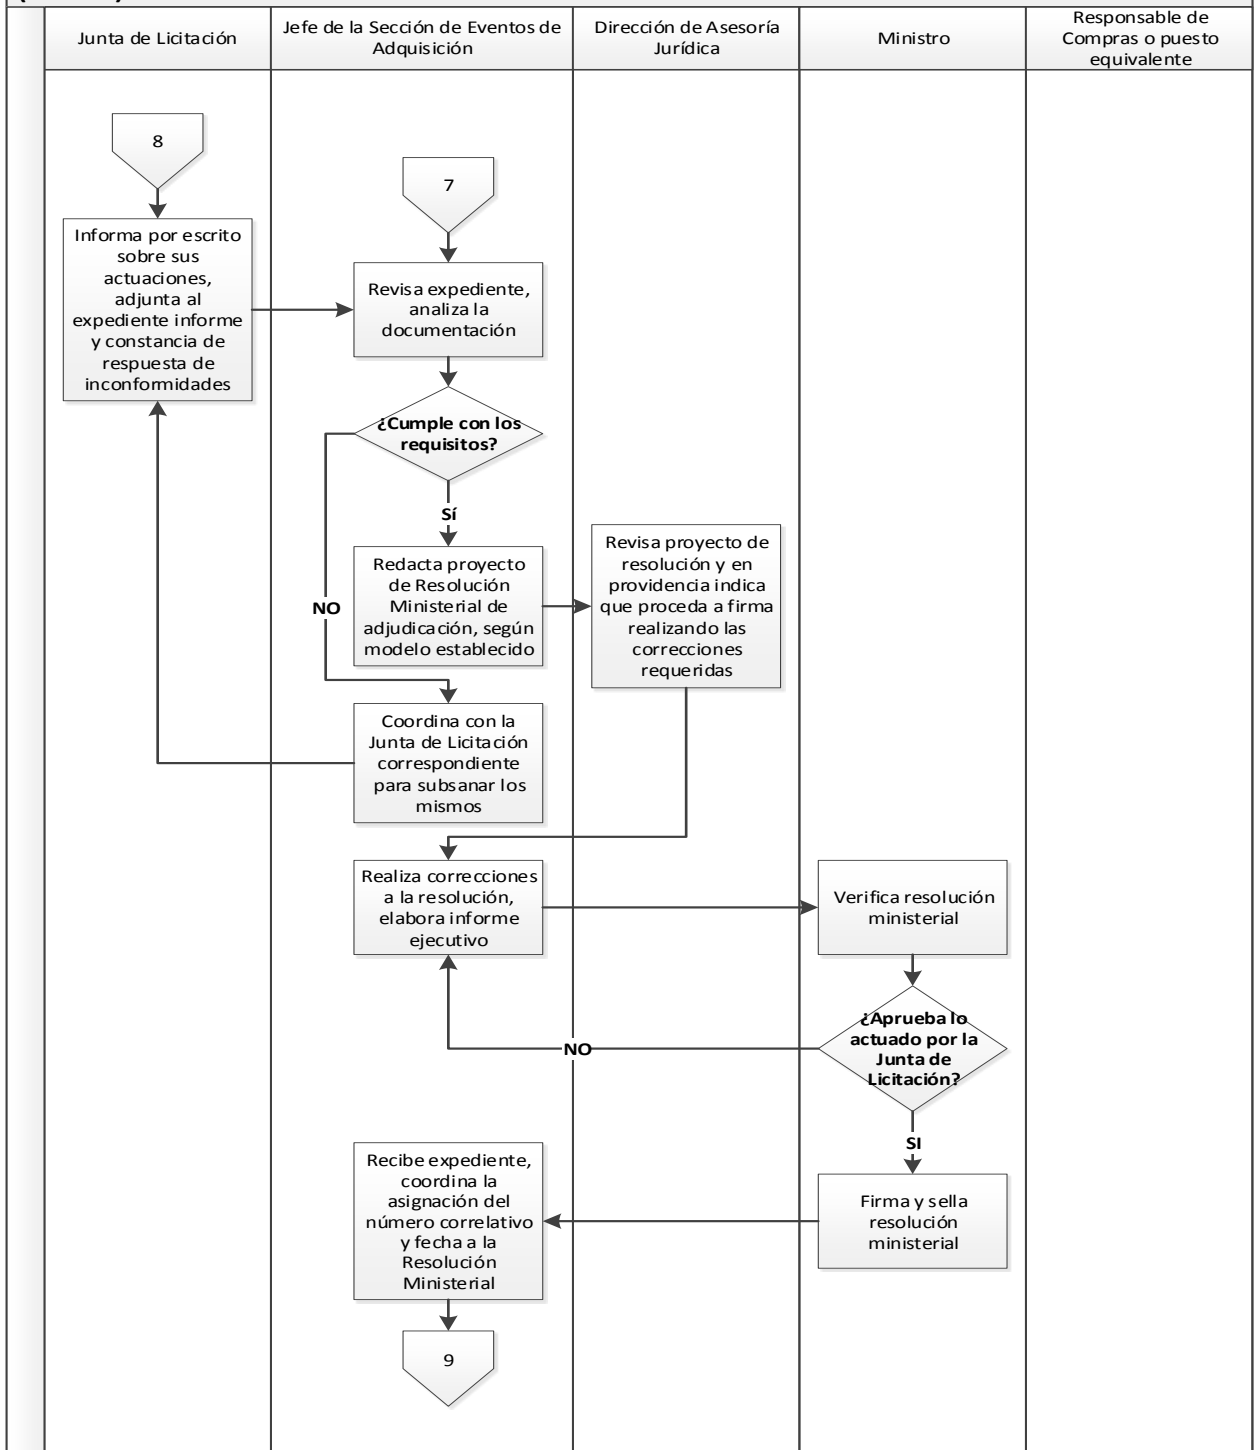 Junta de Licitación
Jefe de la Sección de Eventos de
Adquisición
Dirección de Asesoría
Jurídica
Ministro
Responsable de
Compras o puesto
equivalente
8
7
Informa por escrito
sobre sus
actuaciones,
adjunta al
expediente informe
y constancia de
respuesta de
inconformidades
Revisa expediente,
analiza la
documentación
¿Cumple con los
requisitos?
Sí
NO
Redacta proyecto
de Resolución
Ministerial de
adjudicación, según
modelo establecido
Revisa proyecto de
resolución y en
providencia indica
que proceda a firma
realizando las
correcciones
requeridas
Coordina con la
Junta de Licitación
correspondiente
para subsanar los
mismos
Realiza correcciones
a la resolución,
elabora informe
ejecutivo
Verifica resolución
ministerial
¿Aprueba lo
actuado por la
Junta de
Licitación?
NO
SI
Recibe expediente,
coordina la
asignación del
número correlativo
y fecha a la
Resolución
Ministerial
Firma y sella
resolución
ministerial
9